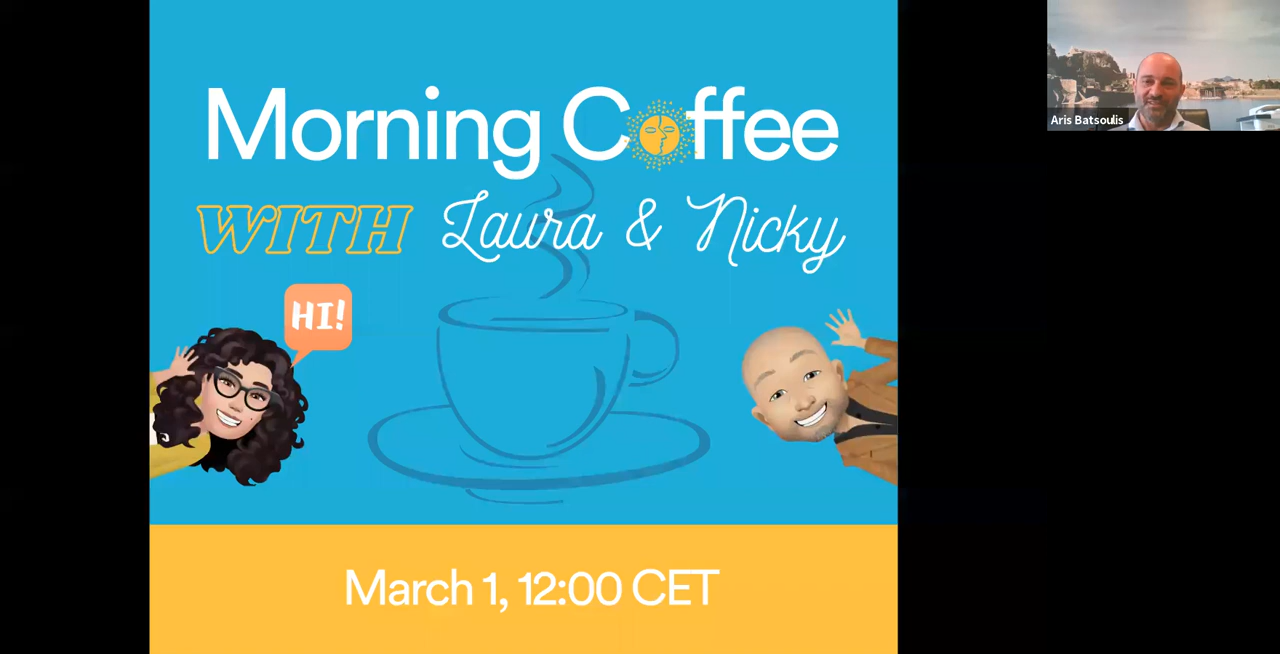 Morning Coffee
WITH Laura & Nicky
HI!
March 1, 12:00 CET
Aris Batsoulis